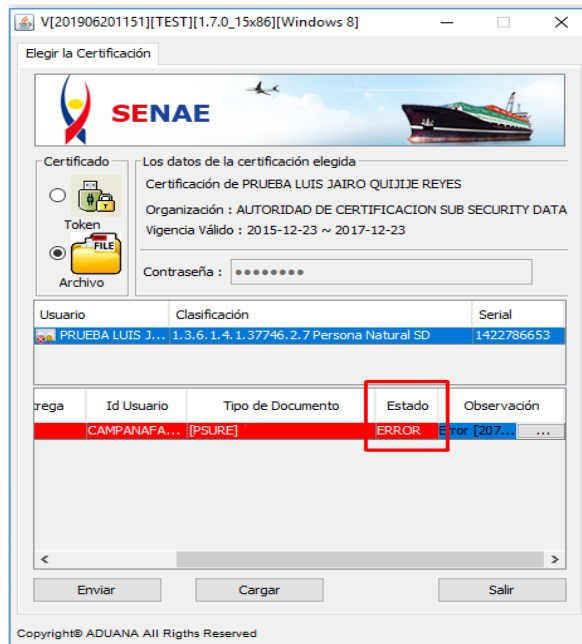 V[201906201151][TEST][1.7.0_15x86][Windows 8]
Elegir la Certificación
SENAE
Certificado
Token
FILE
Archivo
Los datos de la certificación elegida
Certificación de PRUEBA LUIS JAIRO QUIJIJE REYES
Organización : AUTORIDAD DE CERTIFICACION SUB SECURITY DATA
Vigencia Válido : 2015-12-23 ~ 2017-12-23
Contraseña : ●●●●●●●●
Usuario Clasificación Serial
PRUEBA LUIS J... 1.3.6.1.4.1.37746.2.7 Persona Natural SD 1422786653
trega Id Usuario Tipo de Documento Estado Observación
CAMPANAFA... [PSURE] ERROR Error [207... ...
Enviar Cargar Salir
Copyright® ADUANA All Rigths Reserved